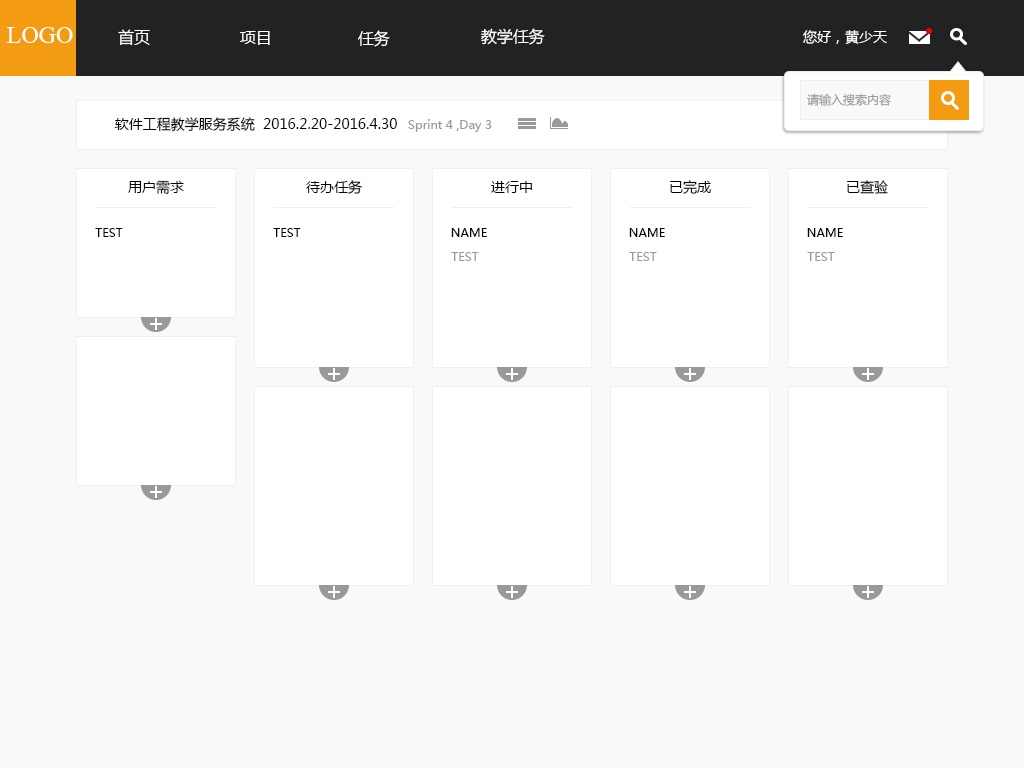 LOGO 首页 项目 任务 教学任务 您好，黄少天
请输入搜索内容
软件工程教学服务系统 2016.2.20-2016.4.30 Sprint 4 ,Day 3
用户需求 待办任务 进行中 已完成 已查验
TEST TEST NAME NAME NAME
TEST TEST TEST